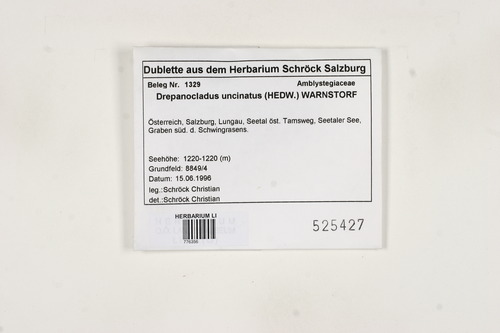 Dublette aus dem Herbarium Schröck Salzburg
Beleg Nr. 1329 Amblystegiaceae
Drepanocladus uncinatus (HEDW.) WARNSTORF
Österreich, Salzburg, Lungau, Seetal öst. Tamsweg, Seetaler See,
Graben süd. d. Schwingrasens.
Seehöhe: 1220-1220 (m)
Grundfeld: 8849/4
Datum: 15.06.1996
leg.:Schröck Christian
det.:Schröck Christian
HERBARIUM LI
525427